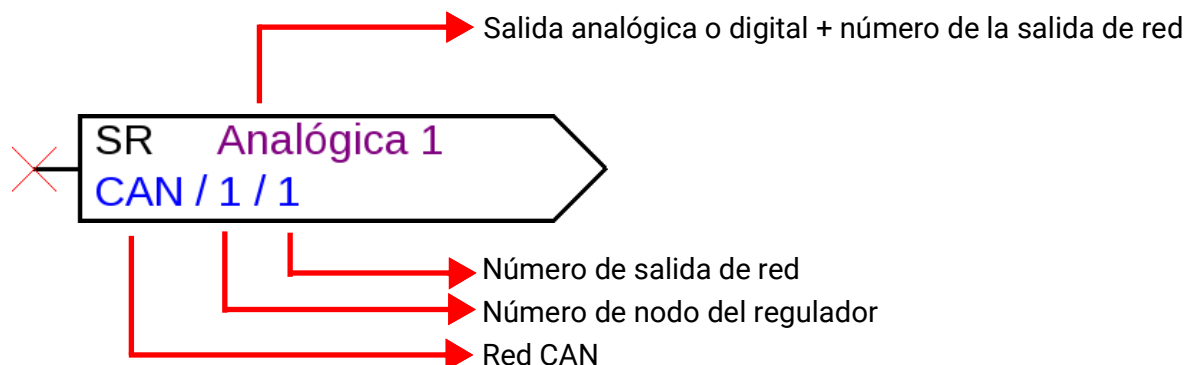 Salida analógica o digital + número de la salida de red
SR Analógica 1
CAN / 1 / 1
Número de salida de red
Número de nodo del regulador
Red CAN